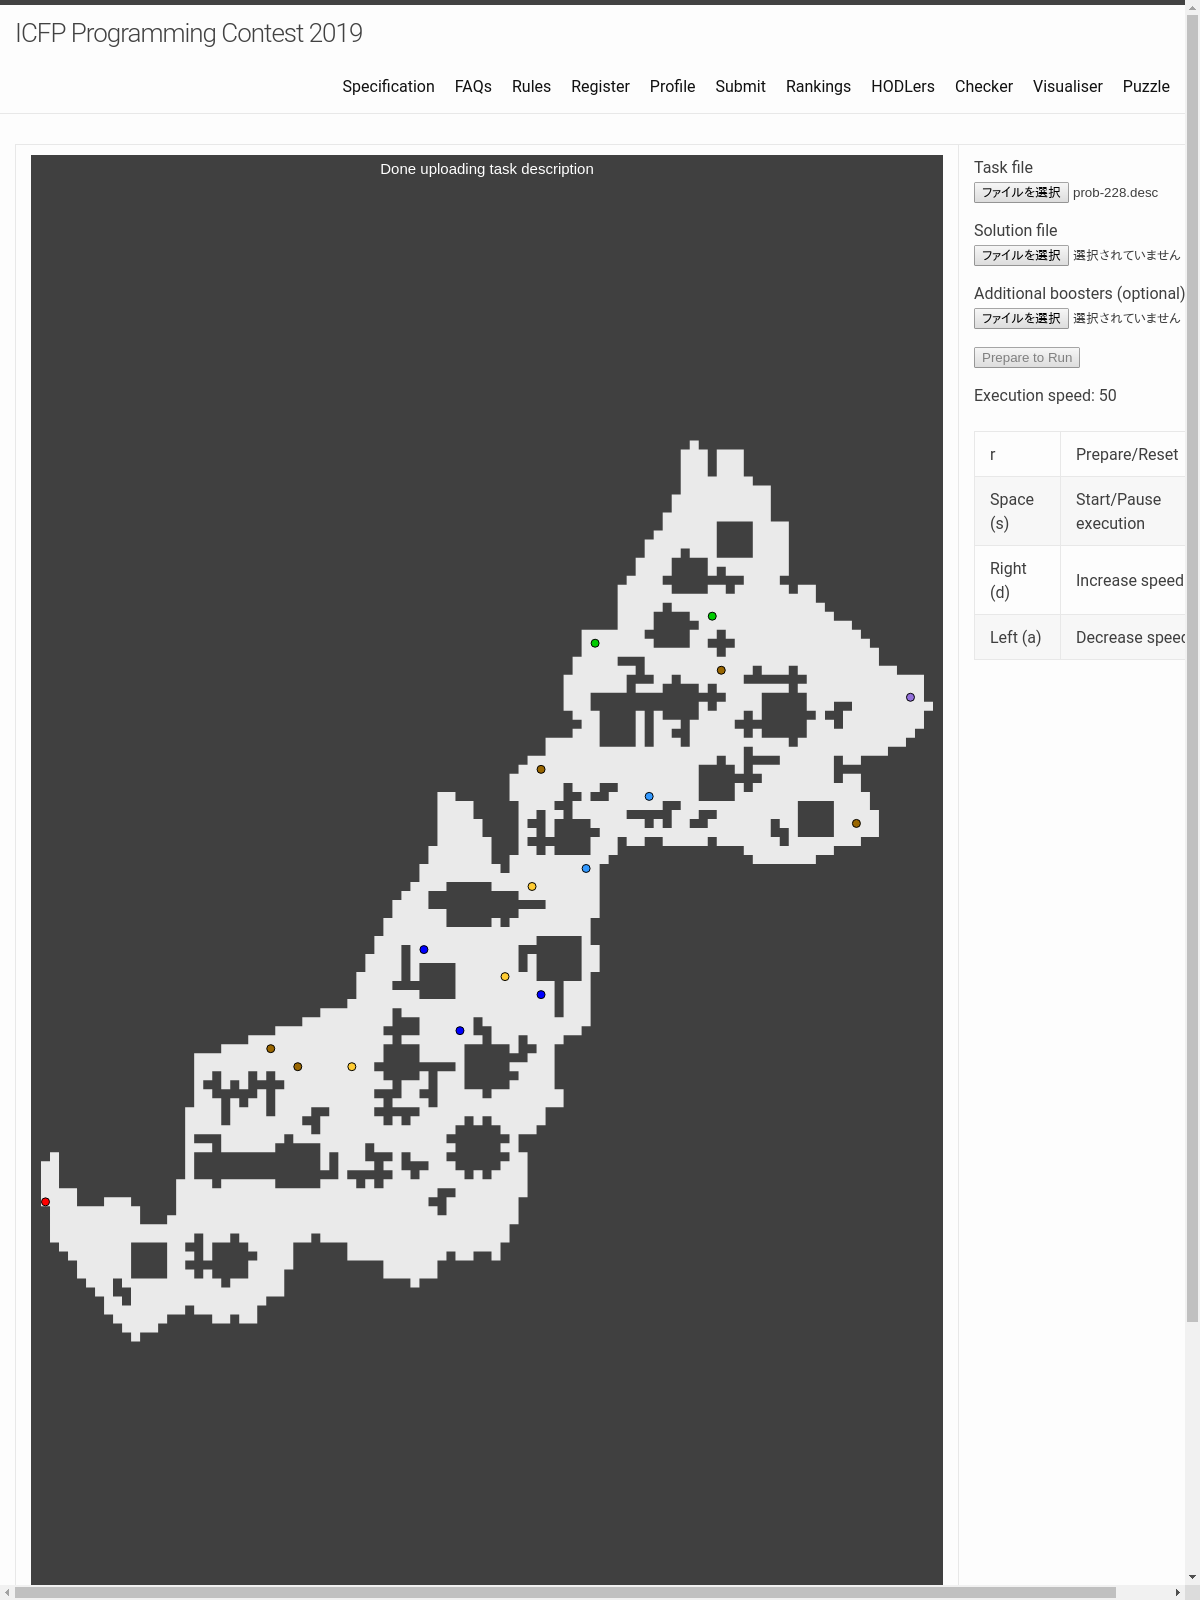 ICFP Programming Contest 2019
Specification FAQs Rules Register Profile Submit Rankings HODLers Checker Visualiser Puzzle
Done uploading task description
Task file
ファイルを選択 prob-228.desc
Solution file
ファイルを選択 選択されていません
Additional boosters (optional)
ファイルを選択 選択されていません
Prepare to Run
Execution speed: 50
r Prepare/Reset
Space (s) Start/Pause execution
Right (d) Increase speed
Left (a) Decrease speed